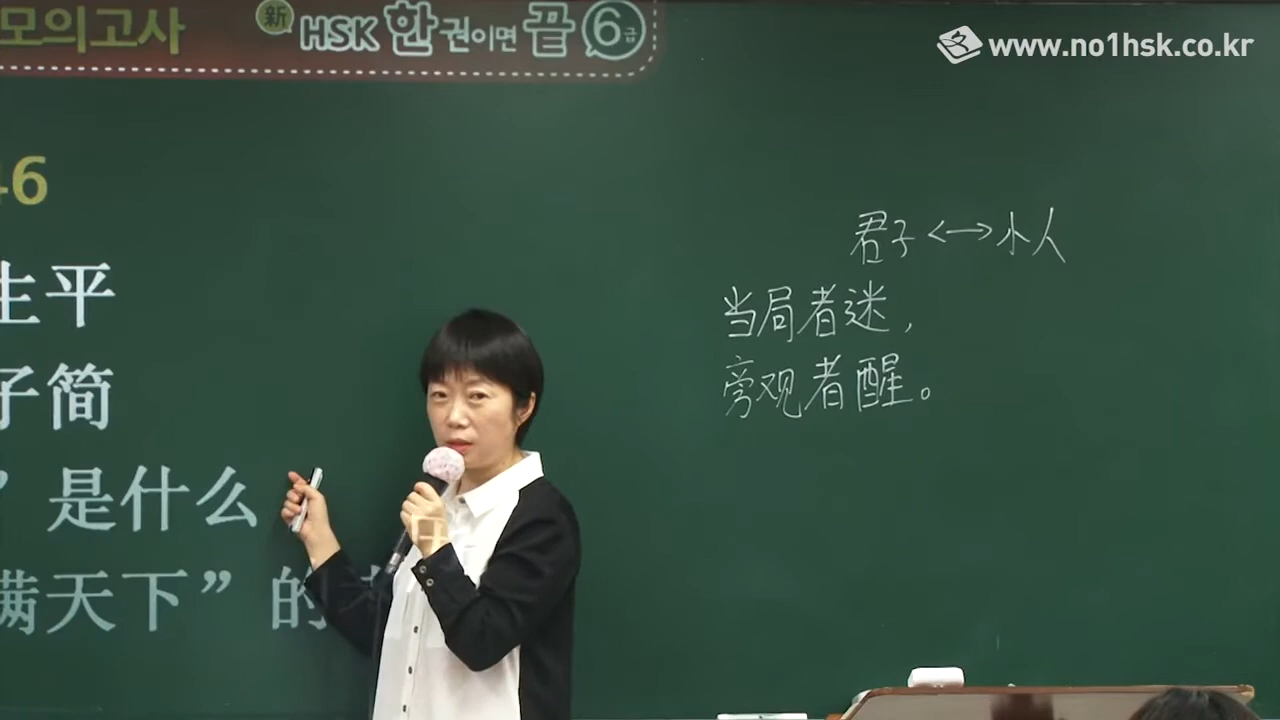 모의고사
新 HSK 한권이면끝 6급
www.no1hsk.co.kr
46
君子<—>小人
生平
当局者迷，
子简
旁观者醒。
”是什么
满天下”的